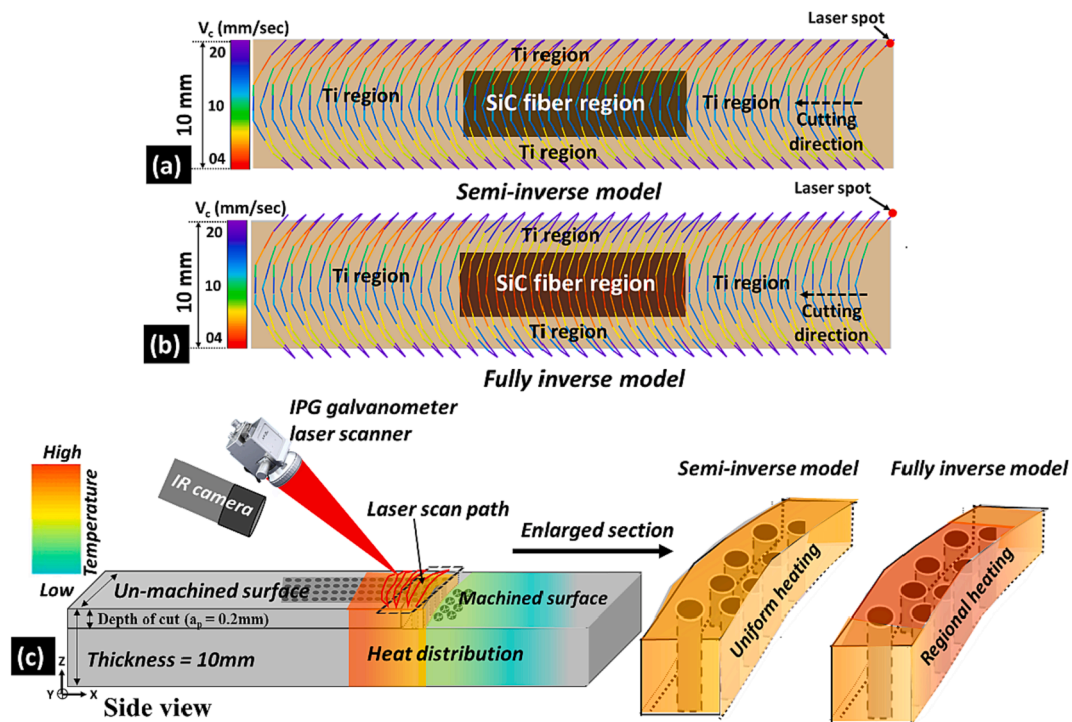 V_c (mm/sec)
20
10
04
10 mm
(a)
Laser spot
Ti region
Ti region
SiC fiber region
Ti region
Cutting
direction
Ti region
Semi-inverse model
V_c (mm/sec)
20
10
04
10 mm
(b)
Laser spot
Ti region
Ti region
SiC fiber region
Ti region
Cutting
direction
Ti region
Fully inverse model
IPG galvanometer
laser scanner
High
Temperature
Low
IR camera
Laser scan path
Enlarged section
Semi-inverse model
Fully inverse model
Un-machined surface
Machined surface
Depth of cut (a_p = 0.2mm)
Thickness = 10mm
Heat distribution
Uniform heating
Regional heating
(c)
Z
Y
X
Side view